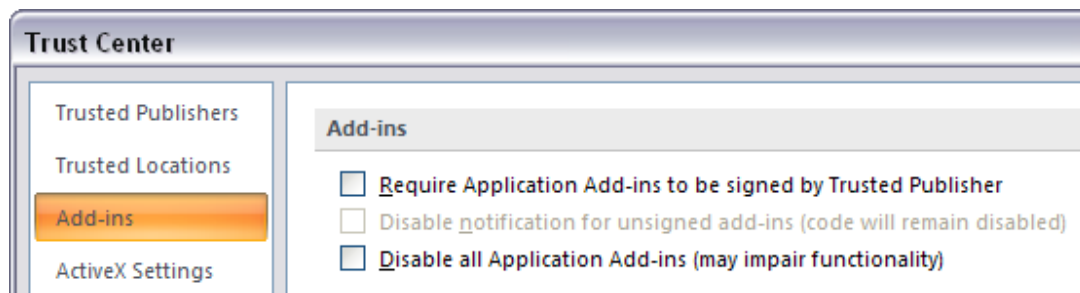 Trust Center
Trusted Publishers
Trusted Locations
Add-ins
ActiveX Settings
Add-ins
Require Application Add-ins to be signed by Trusted Publisher
Disable notification for unsigned add-ins (code will remain disabled)
Disable all Application Add-ins (may impair functionality)